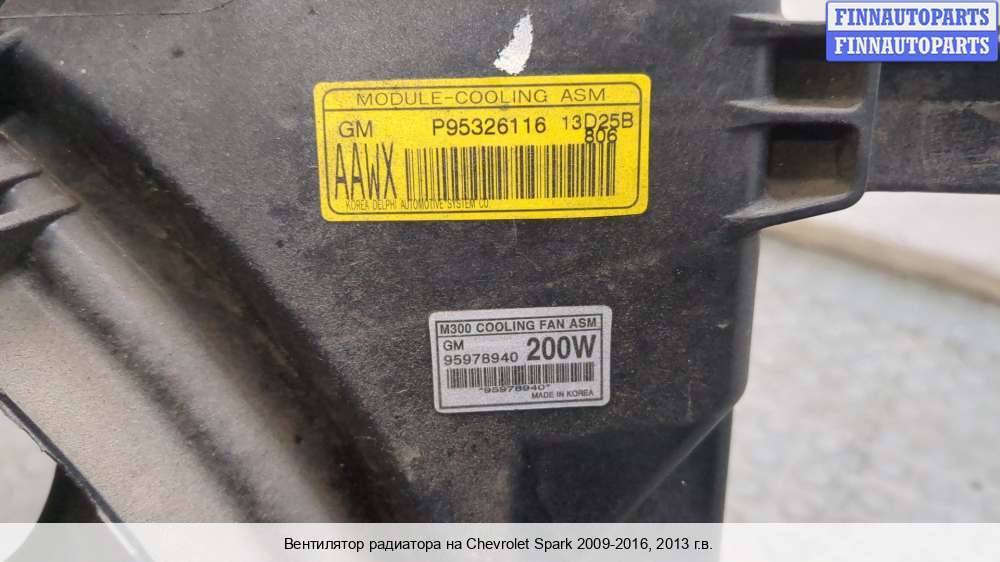 FINNAUTOPARTS
FINNAUTOPARTS
MODULE-COOLING ASM
GM P95326116 13D25B
806
AAWX
KOREA DELPHI AUTOMOTIVE SYSTEM CO
M300 COOLING FAN ASM
GM
95978940 200W
"95978940"
MADE IN KOREA
Вентилятор радиатора на Chevrolet Spark 2009-2016, 2013 г.в.